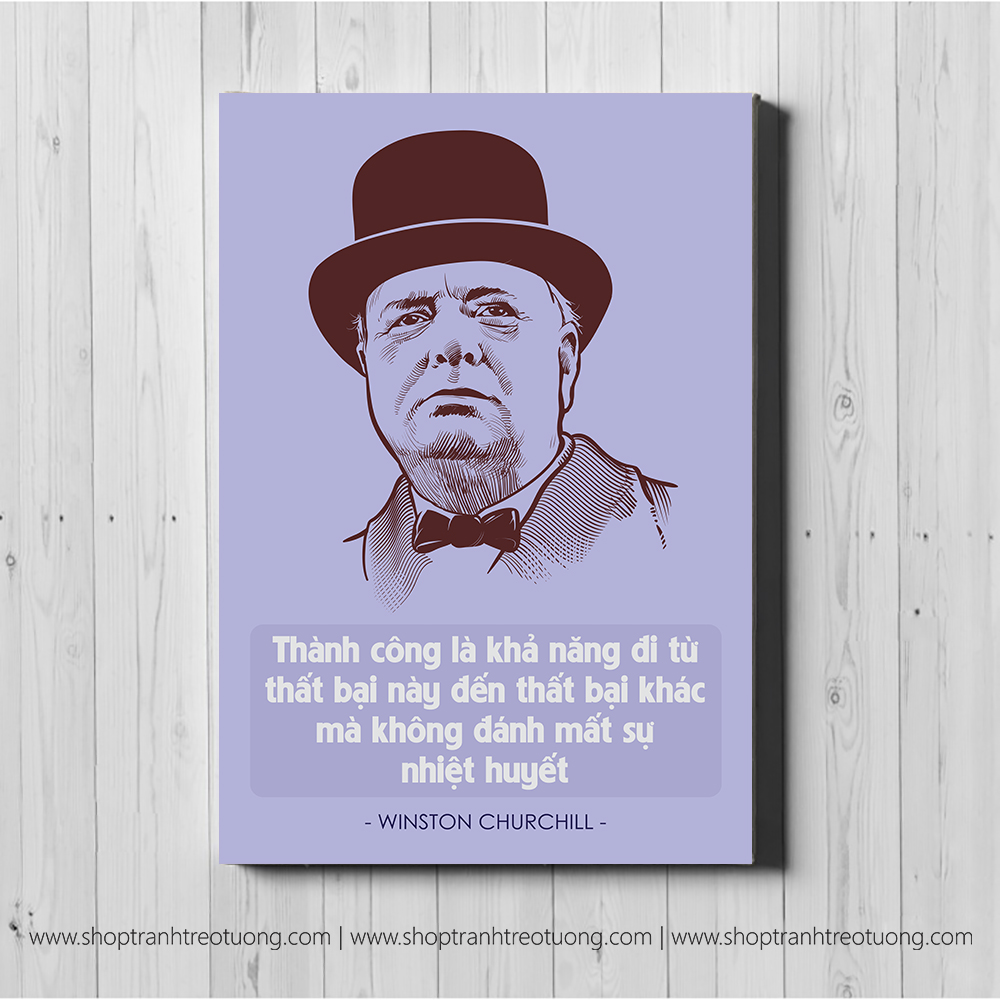 Thành công là khả năng đi từ
thất bại này đến thất bại khác
mà không đánh mất sự
nhiệt huyết
- WINSTON CHURCHILL -
www.shoptranhtreotuong.com | www.shoptranhtreotuong.com | www.shoptranhtreotuong.com